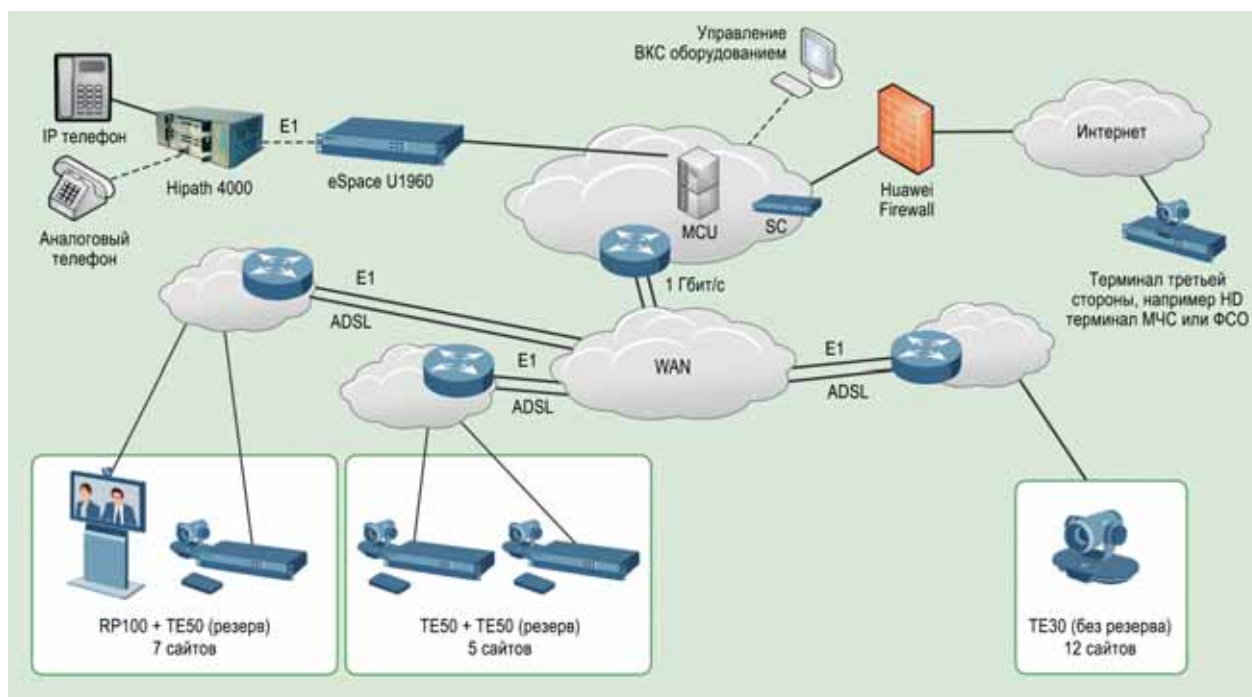 Управление
ВКС оборудованием
IP телефон
E1
Hipath 4000
eSpace U1960
Аналоговый
телефон
MCU
SC
Huawei
Firewall
Интернет
Терминал третьей
стороны, например HD
терминал МЧС или ФСО
1 Гбит/с
E1
ADSL
E1
ADSL
WAN
E1
ADSL
RP100 + TE50 (резерв)
7 сайтов
TE50 + TE50 (резерв)
5 сайтов
TE30 (без резерва)
12 сайтов